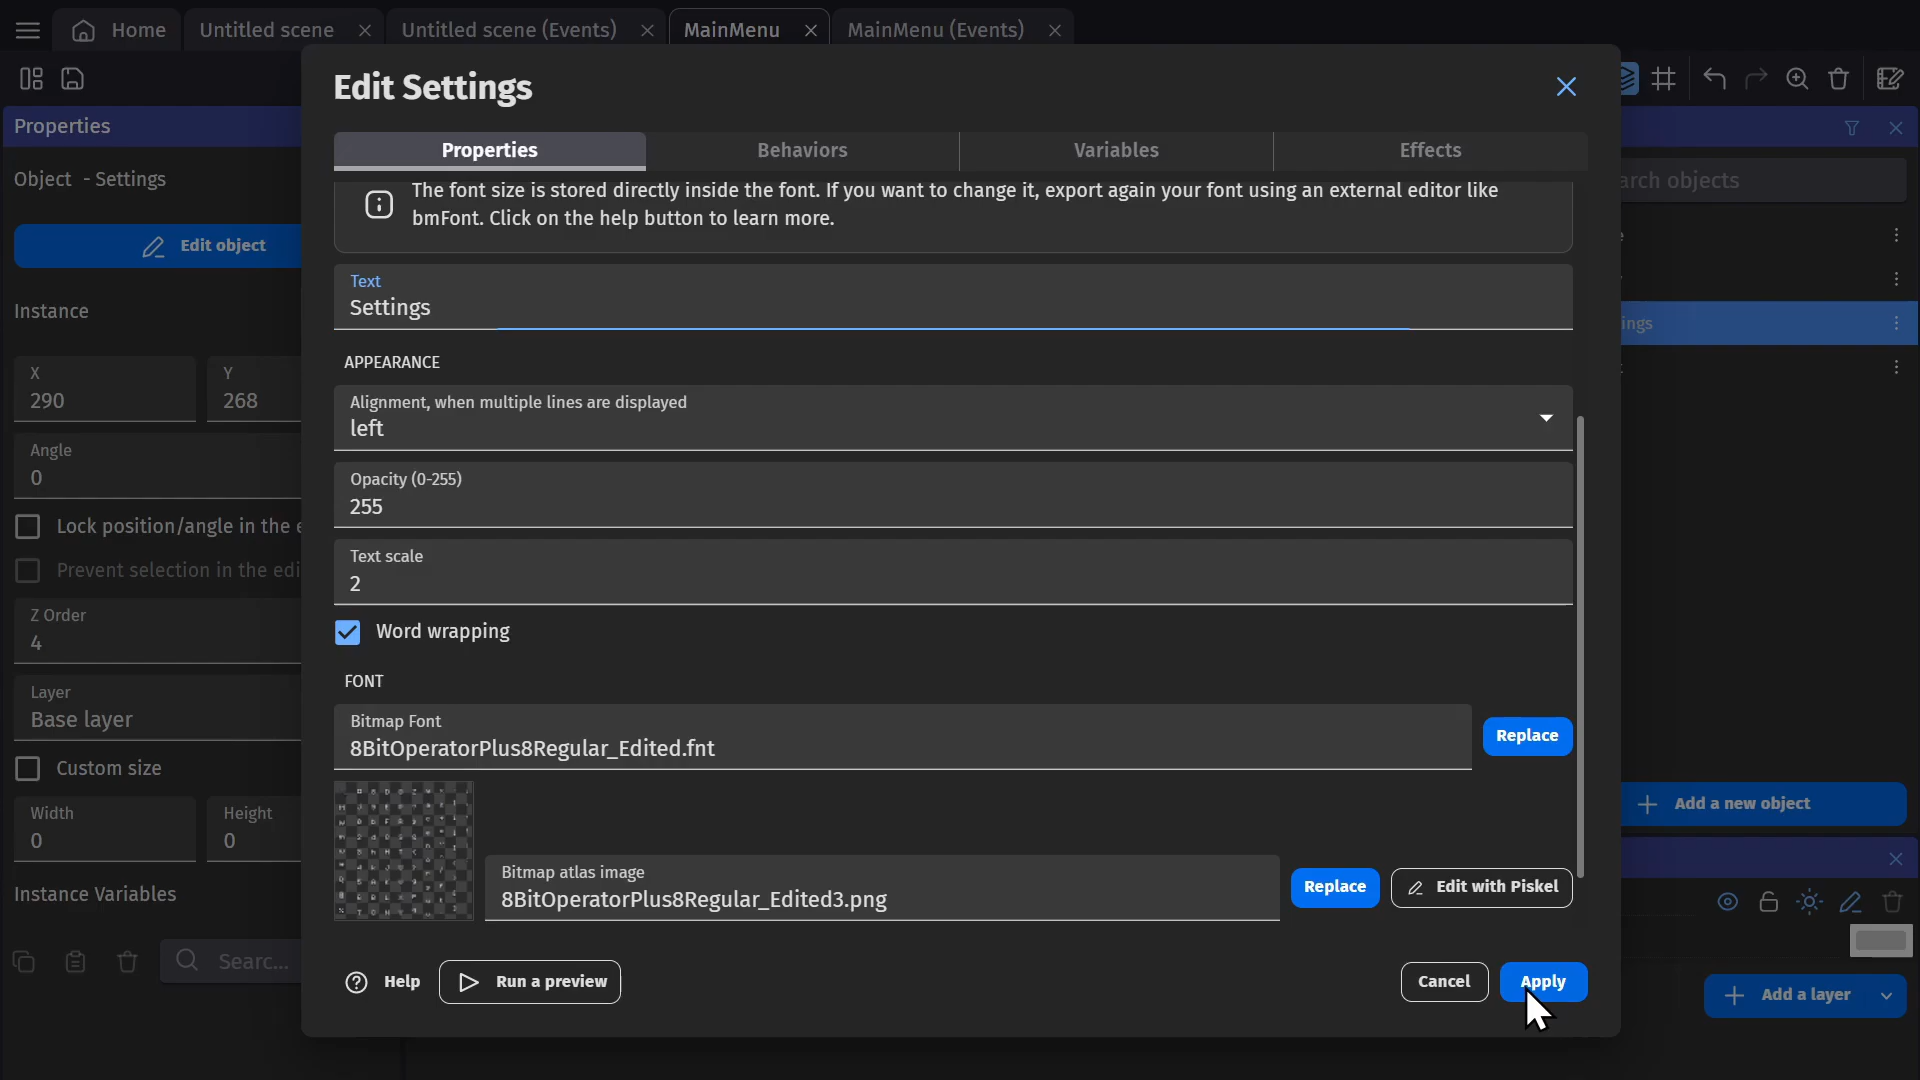 Home
Untitled scene
Untitled scene (Events)
MainMenu
MainMenu (Events)
Edit Settings
Properties
Behaviors
Variables
Effects
Properties
Object - Settings
Edit object
Instance
X
290
Y
268
Angle
0
Lock position/angle in the
Prevent selection in the
Z Order
4
Layer
Base layer
Custom size
Width
0
Height
0
Instance Variables
Searc...
The font size is stored directly inside the font. If you want to change it, export again your font using an external editor like
bmFont. Click on the help button to learn more.
Text
Settings
APPEARANCE
Alignment, when multiple lines are displayed
left
Opacity (0-255)
255
Text scale
2
Word wrapping
FONT
Bitmap Font
8BitOperatorPlus8Regular_Edited.fnt
Replace
Bitmap atlas image
8BitOperatorPlus8Regular_Edited3.png
Replace
Edit with Piskel
Help
Run a preview
Cancel
Apply
objects
Add a new object
Add a layer